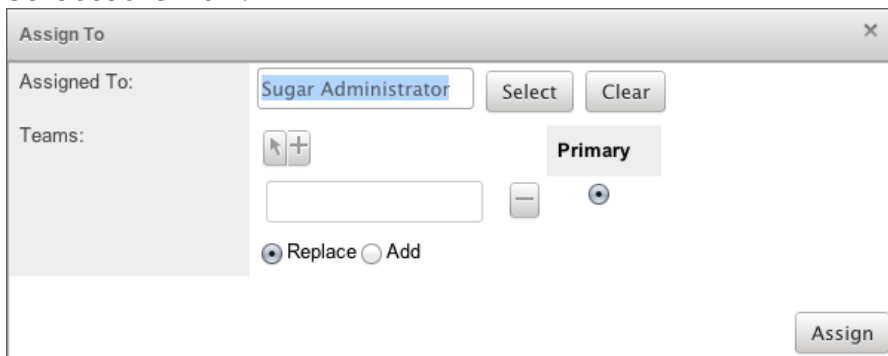 Assign To
Assigned To:
Sugar Administrator
Select
Clear
Teams:
Primary
Replace
Add
Assign